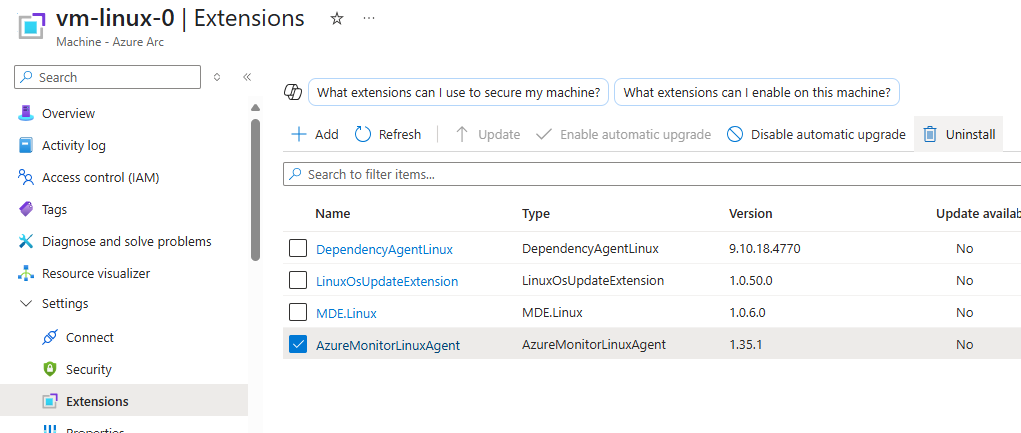 vm-linux-0 | Extensions
Machine - Azure Arc
Search
Overview
Activity log
Access control (IAM)
Tags
Diagnose and solve problems
Resource visualizer
Settings
Connect
Security
Extensions
Properties
What extensions can I use to secure my machine? What extensions can I enable on this machine?
Add Refresh Update Enable automatic upgrade Disable automatic upgrade Uninstall
Search to filter items...
Name Type Version Update availab
DependencyAgentLinux DependencyAgentLinux 9.10.18.4770 No
LinuxOsUpdateExtension LinuxOsUpdateExtension 1.0.50.0 No
MDE.Linux MDE.Linux 1.0.6.0 No
AzureMonitorLinuxAgent AzureMonitorLinuxAgent 1.35.1 No